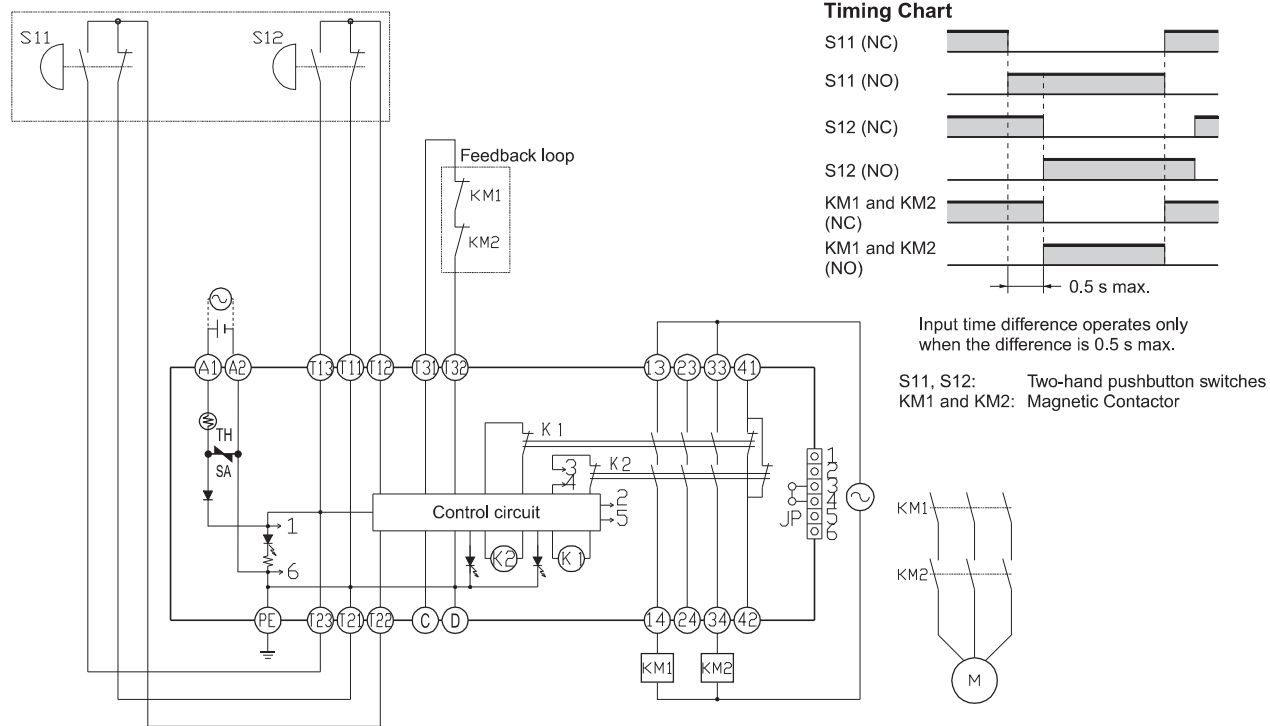 Timing Chart
S11 (NC)
S11 (NO)
S12 (NC)
S12 (NO)
KM1 and KM2
(NC)
KM1 and KM2
(NO)
0.5 s max.
Input time difference operates only
when the difference is 0.5 s max.
S11, S12: Two-hand pushbutton switches
KM1 and KM2: Magnetic Contactor
S11
S12
Feedback loop
KM1
KM2
A1 A2 T13 T11 T12 T31 T32 13 23 33 41
TH
SA
K1
K2
3
4
Control circuit
2
5
1
6
K2
K1
JP
1
2
3
4
5
6
PE T23 T21 T22 C D 14 24 34 42
KM1 KM2
KM1
KM2
M